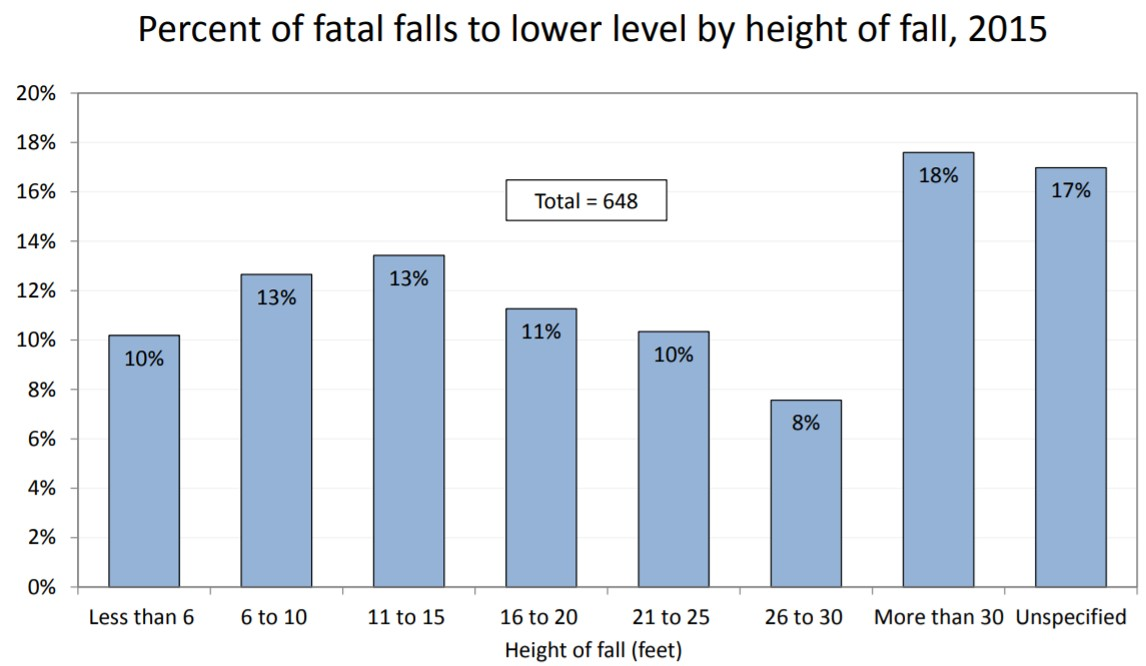 Percent of fatal falls to lower level by height of fall, 2015
20%
18%
16%
14%
12%
10%
8%
6%
4%
2%
0%
Total = 648
10%
13%
13%
11%
10%
8%
18%
17%
Less than 6
6 to 10
11 to 15
16 to 20
21 to 25
26 to 30
More than 30
Unspecified
Height of fall (feet)